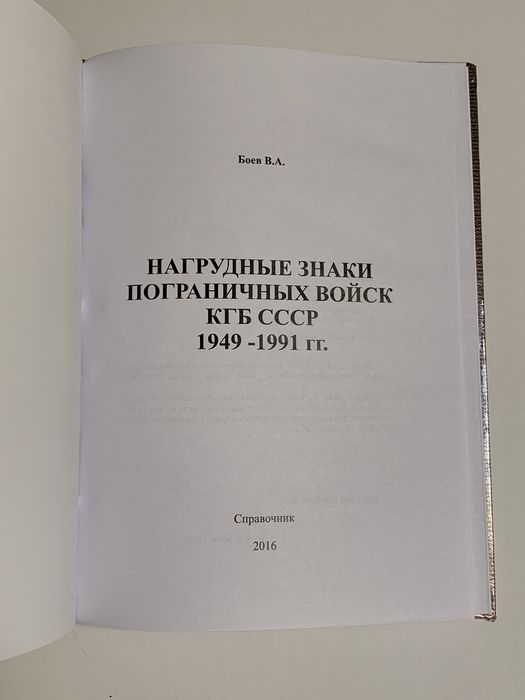 Боев В.А.
НАГРУДНЫЕ ЗНАКИ
ПОГРАНИЧНЫХ ВОЙСК
КГБ СССР
1949 -1991 гг.
Справочник
2016